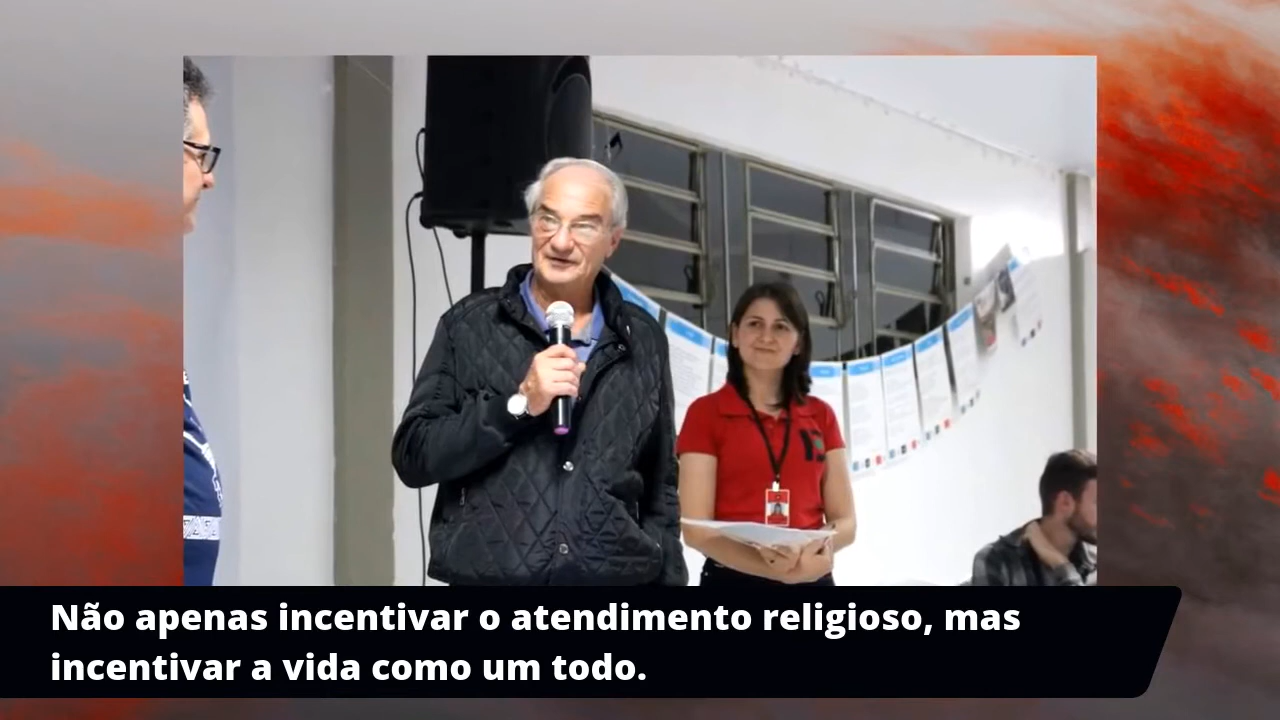 Não apenas incentivar o atendimento religioso, mas
incentivar a vida como um todo.